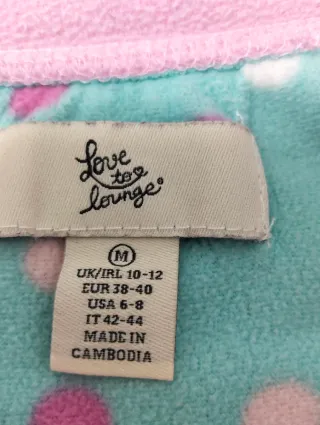 Love
to
lounge
M
UK/IRL 10-12
EUR 38-40
USA 6-8
IT 42-44
MADE IN
CAMBODIA